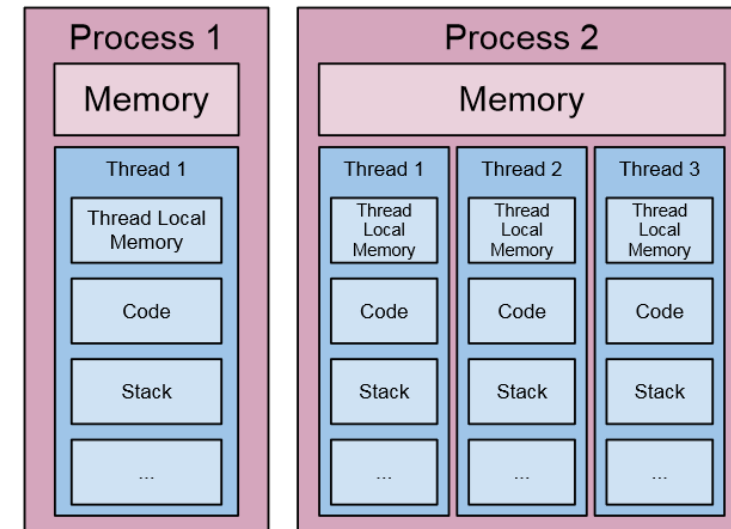 Process 1
Memory
Thread 1
Thread Local
Memory
Code
Stack
...
Process 2
Memory
Thread 1
Thread
Local
Memory
Code
Stack
...
Thread 2
Thread
Local
Memory
Code
Stack
...
Thread 3
Thread
Local
Memory
Code
Stack
...